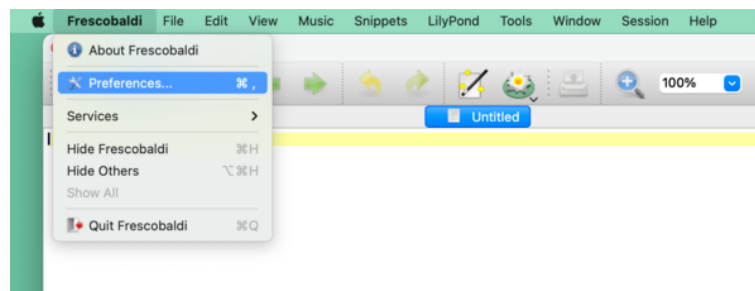 Frescobaldi File Edit View Music Snippets LilyPond Tools Window Session Help
About Frescobaldi
Preferences... ⌘ ,
100%
Services
Untitled
Hide Frescobaldi ⌘H
Hide Others ⌥⌘H
Show All
Quit Frescobaldi ⌘Q